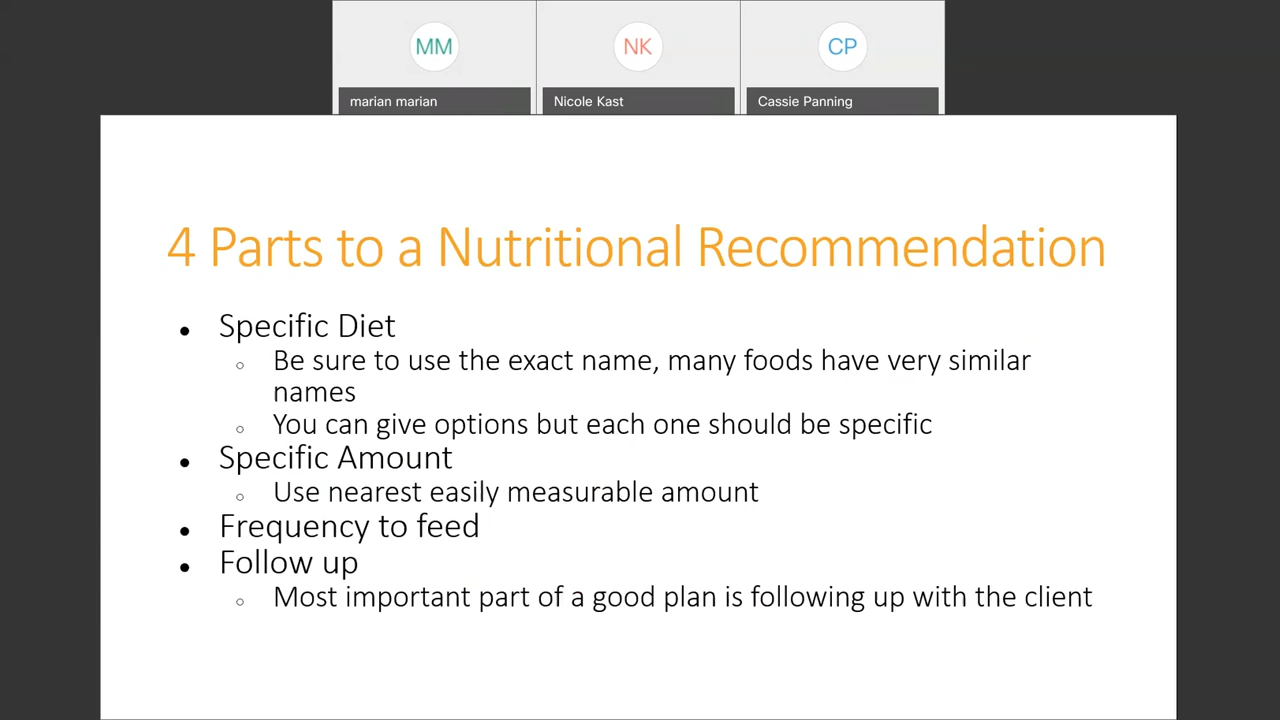 MM
NK
CP
marian marian
Nicole Kast
Cassie Panning
4 Parts to a Nutritional Recommendation
● Specific Diet
○ Be sure to use the exact name, many foods have very similar
names
○ You can give options but each one should be specific
● Specific Amount
○ Use nearest easily measurable amount
● Frequency to feed
● Follow up
○ Most important part of a good plan is following up with the client